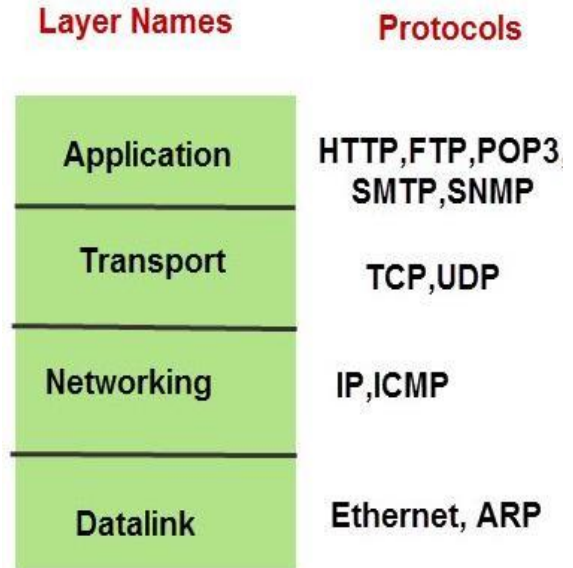 Layer Names
Protocols
Application
HTTP,FTP,POP3,
SMTP,SNMP
Transport
TCP,UDP
Networking
IP,ICMP
Datalink
Ethernet, ARP